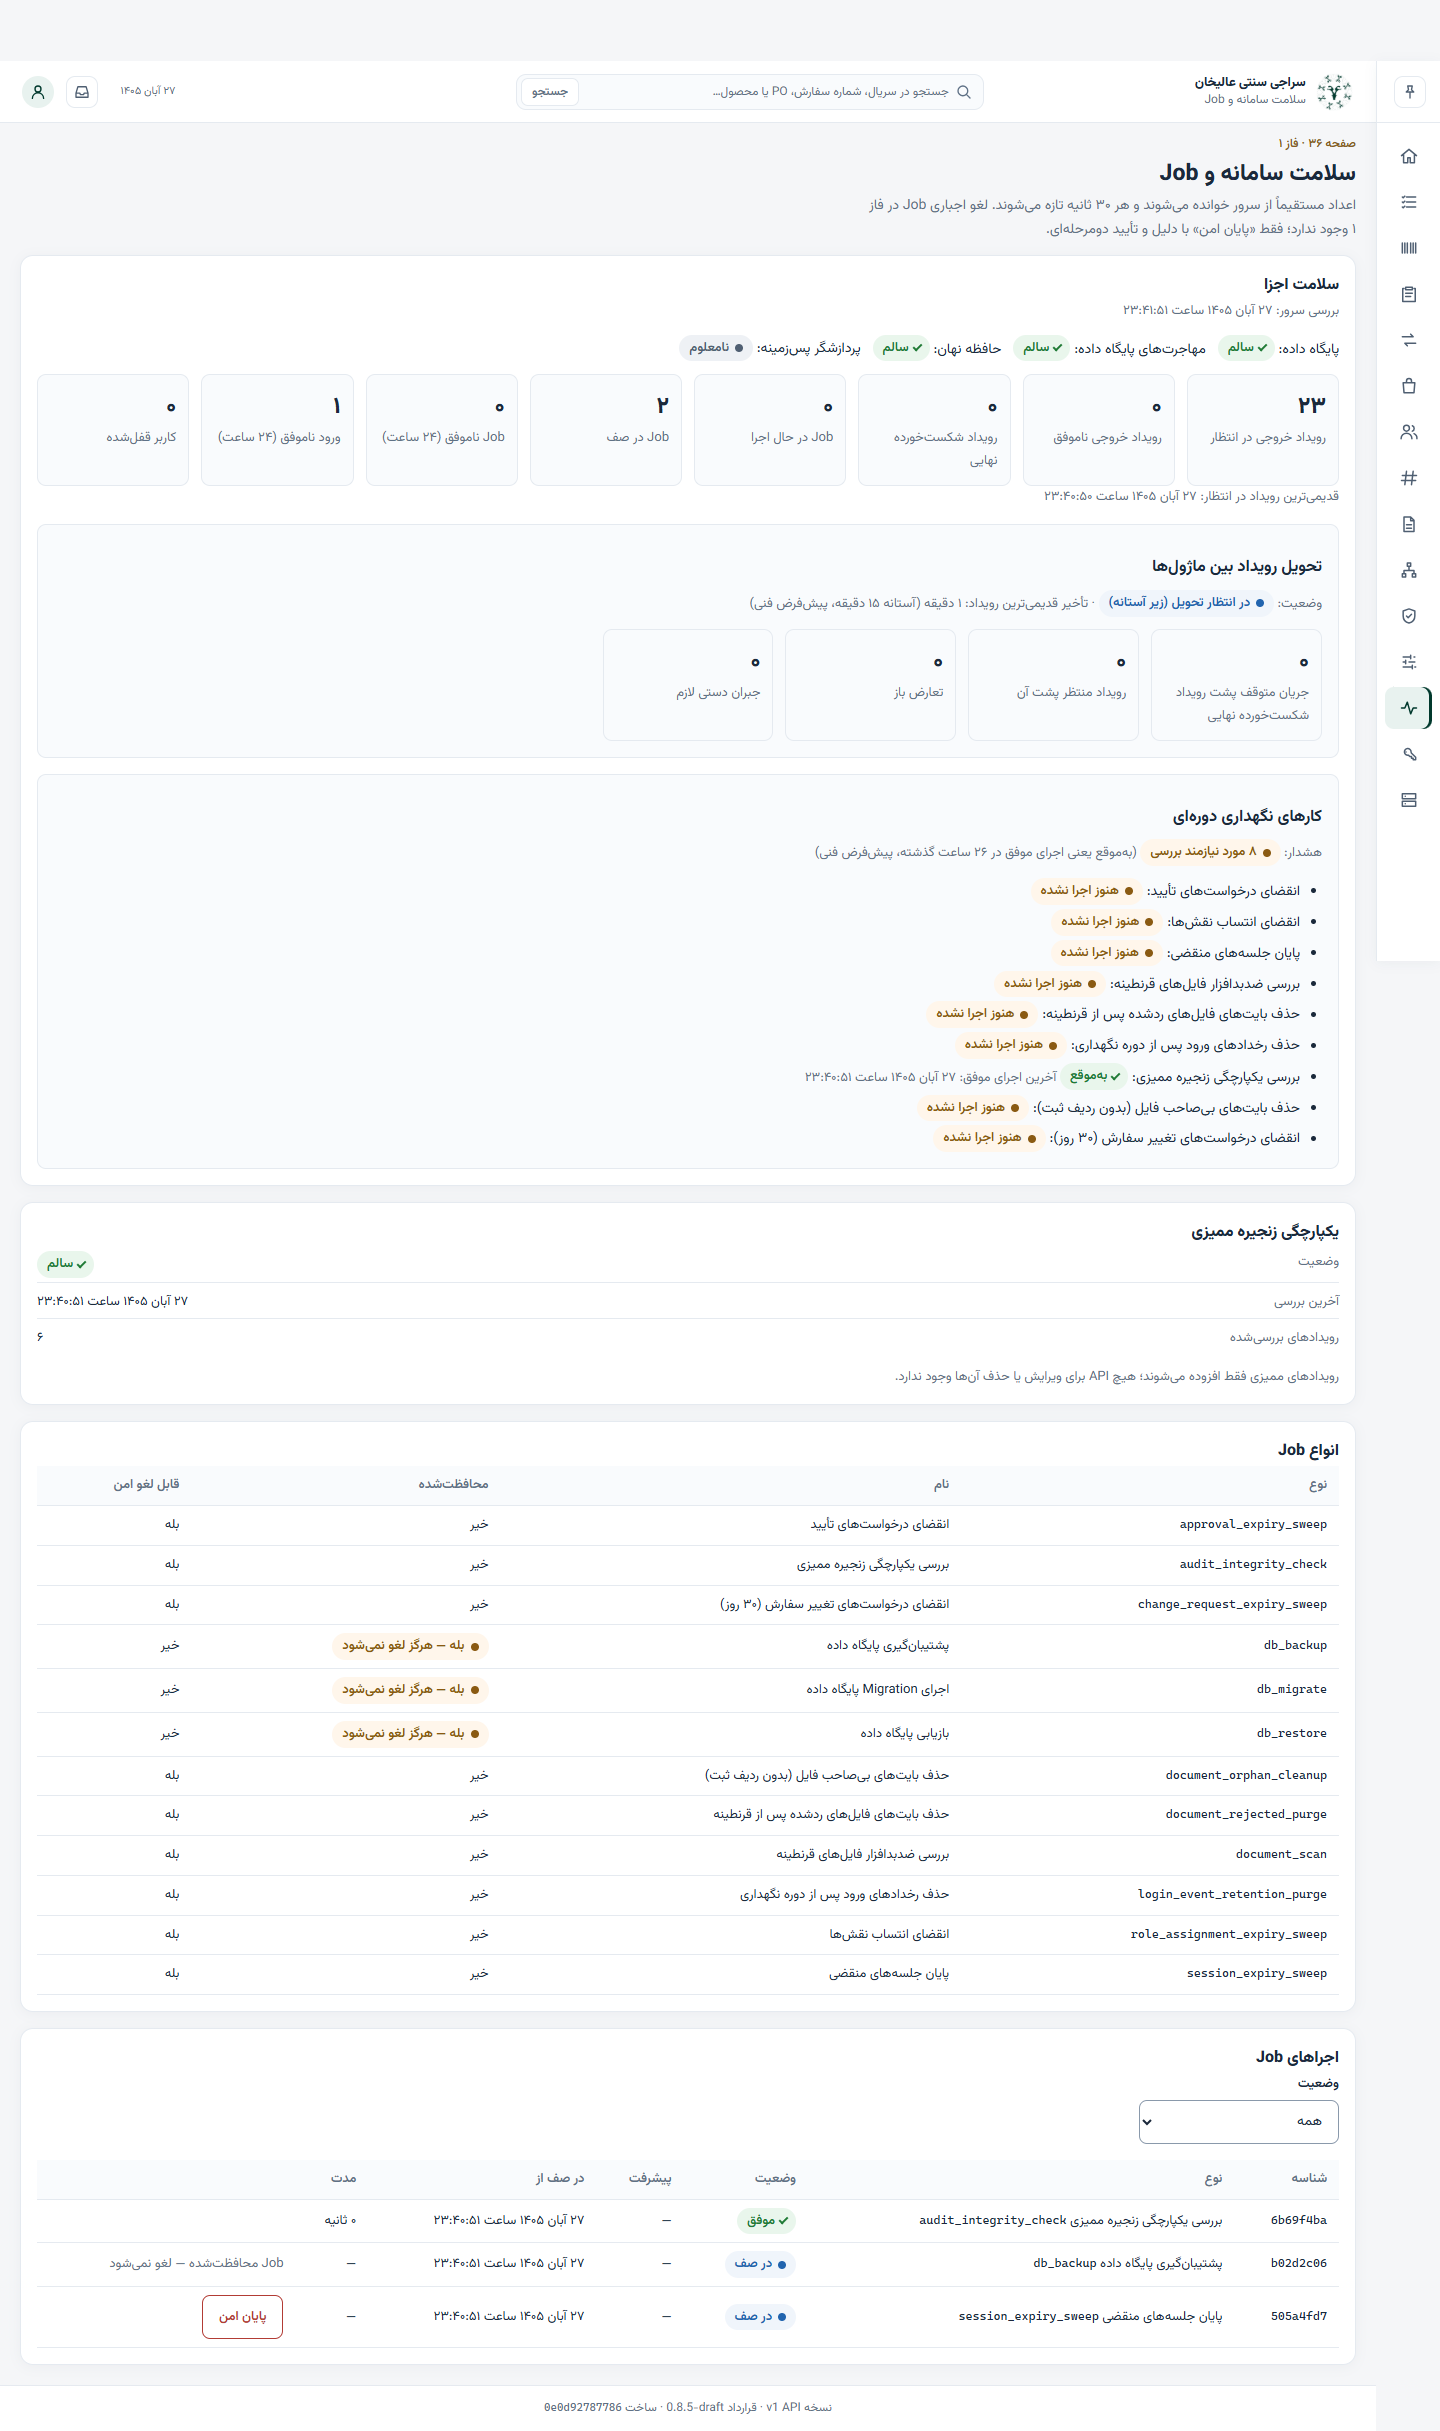 سراجی سنتی عالیخان
سلامت سامانه و Job
جستجو در سریال، شماره سفارش، PO یا محصول...
جستجو
۲۷ آبان ۱۴۰۵
صفحه ۳۶ · فاز ۱
سلامت سامانه و Job
اعداد مستقیماً از سرور خوانده می‌شوند و هر ۳۰ ثانیه تازه می‌شوند. لغو اجباری Job در فاز
۱ وجود ندارد؛ فقط «پایان امن» با دلیل و تأیید دومرحله‌ای.
سلامت اجزا
بررسی سرور: ۲۷ آبان ۱۴۰۵ ساعت ۲۳:۴۱:۵۱
پایگاه داده: سالم مهاجرت‌های پایگاه داده: سالم حافظه نهان: سالم پردازشگر پس‌زمینه: نامعلوم
۲۳ رویداد خروجی در انتظار
۰ رویداد خروجی ناموفق
۰ رویداد شکست‌خورده نهایی
۰ Job در حال اجرا
۲ Job در صف
۰ Job ناموفق (۲۴ ساعت)
۱ ورود ناموفق (۲۴ ساعت)
۰ کاربر قفل‌شده
قدیمی‌ترین رویداد در انتظار: ۲۷ آبان ۱۴۰۵ ساعت ۲۳:۴۰:۵۰
تحویل رویداد بین ماژول‌ها
وضعیت: در انتظار تحویل (زیر آستانه) · تأخیر قدیمی‌ترین رویداد: ۱ دقیقه (آستانه ۱۵ دقیقه، پیش‌فرض فنی)
۰ جریان متوقف پشت رویداد شکست‌خورده نهایی
۰ رویداد منتظر پشت آن
۰ تعارض باز
۰ جبران دستی لازم
کارهای نگهداری دوره‌ای
هشدار: ۸ مورد نیازمند بررسی (به‌موقع یعنی اجرای موفق در ۲۶ ساعت گذشته، پیش‌فرض فنی)
انقضای درخواست‌های تأیید: هنوز اجرا نشده
انقضای انتساب نقش‌ها: هنوز اجرا نشده
پایان جلسه‌های منقضی: هنوز اجرا نشده
بررسی ضدبدافزار فایل‌های قرنطینه: هنوز اجرا نشده
حذف بایت‌های فایل‌های ردشده پس از قرنطینه: هنوز اجرا نشده
حذف رخدادهای ورود پس از دوره نگهداری: هنوز اجرا نشده
بررسی یکپارچگی زنجیره ممیزی: به‌موقع آخرین اجرای موفق: ۲۷ آبان ۱۴۰۵ ساعت ۲۳:۴۰:۵۱
حذف بایت‌های بی‌صاحب فایل (بدون ردیف ثبت): هنوز اجرا نشده
انقضای درخواست‌های تغییر سفارش (۳۰ روز): هنوز اجرا نشده
یکپارچگی زنجیره ممیزی
وضعیت سالم
آخرین بررسی ۲۷ آبان ۱۴۰۵ ساعت ۲۳:۴۰:۵۱
رویدادهای بررسی‌شده ۶
رویدادهای ممیزی فقط افزوده می‌شوند؛ هیچ API برای ویرایش یا حذف آن‌ها وجود ندارد.
انواع Job
نوع نام محافظت‌شده قابل لغو امن
approval_expiry_sweep انقضای درخواست‌های تأیید خیر بله
audit_integrity_check بررسی یکپارچگی زنجیره ممیزی خیر بله
change_request_expiry_sweep انقضای درخواست‌های تغییر سفارش (۳۰ روز) خیر بله
db_backup پشتیبان‌گیری پایگاه داده بله — هرگز لغو نمی‌شود خیر
db_migrate اجرای Migration پایگاه داده بله — هرگز لغو نمی‌شود خیر
db_restore بازیابی پایگاه داده بله — هرگز لغو نمی‌شود خیر
document_orphan_cleanup حذف بایت‌های بی‌صاحب فایل (بدون ردیف ثبت) خیر بله
document_rejected_purge حذف بایت‌های فایل‌های ردشده پس از قرنطینه خیر بله
document_scan بررسی ضدبدافزار فایل‌های قرنطینه خیر بله
login_event_retention_purge حذف رخدادهای ورود پس از دوره نگهداری خیر بله
role_assignment_expiry_sweep انقضای انتساب نقش‌ها خیر بله
session_expiry_sweep پایان جلسه‌های منقضی خیر بله
اجراهای Job
وضعیت
همه
شناسه نوع وضعیت پیشرفت در صف از مدت
6b69f4ba بررسی یکپارچگی زنجیره ممیزی audit_integrity_check موفق — ۲۷ آبان ۱۴۰۵ ساعت ۲۳:۴۰:۵۱ ۰ ثانیه
b02d2c06 پشتیبان‌گیری پایگاه داده db_backup در صف — ۲۷ آبان ۱۴۰۵ ساعت ۲۳:۴۰:۵۱ — Job محافظت‌شده — لغو نمی‌شود
505a4fd7 پایان جلسه‌های منقضی session_expiry_sweep در صف — ۲۷ آبان ۱۴۰۵ ساعت ۲۳:۴۰:۵۱ — پایان امن
نسخه v1 API · قرارداد 0.8.5-draft · ساخت 0e0d92787786